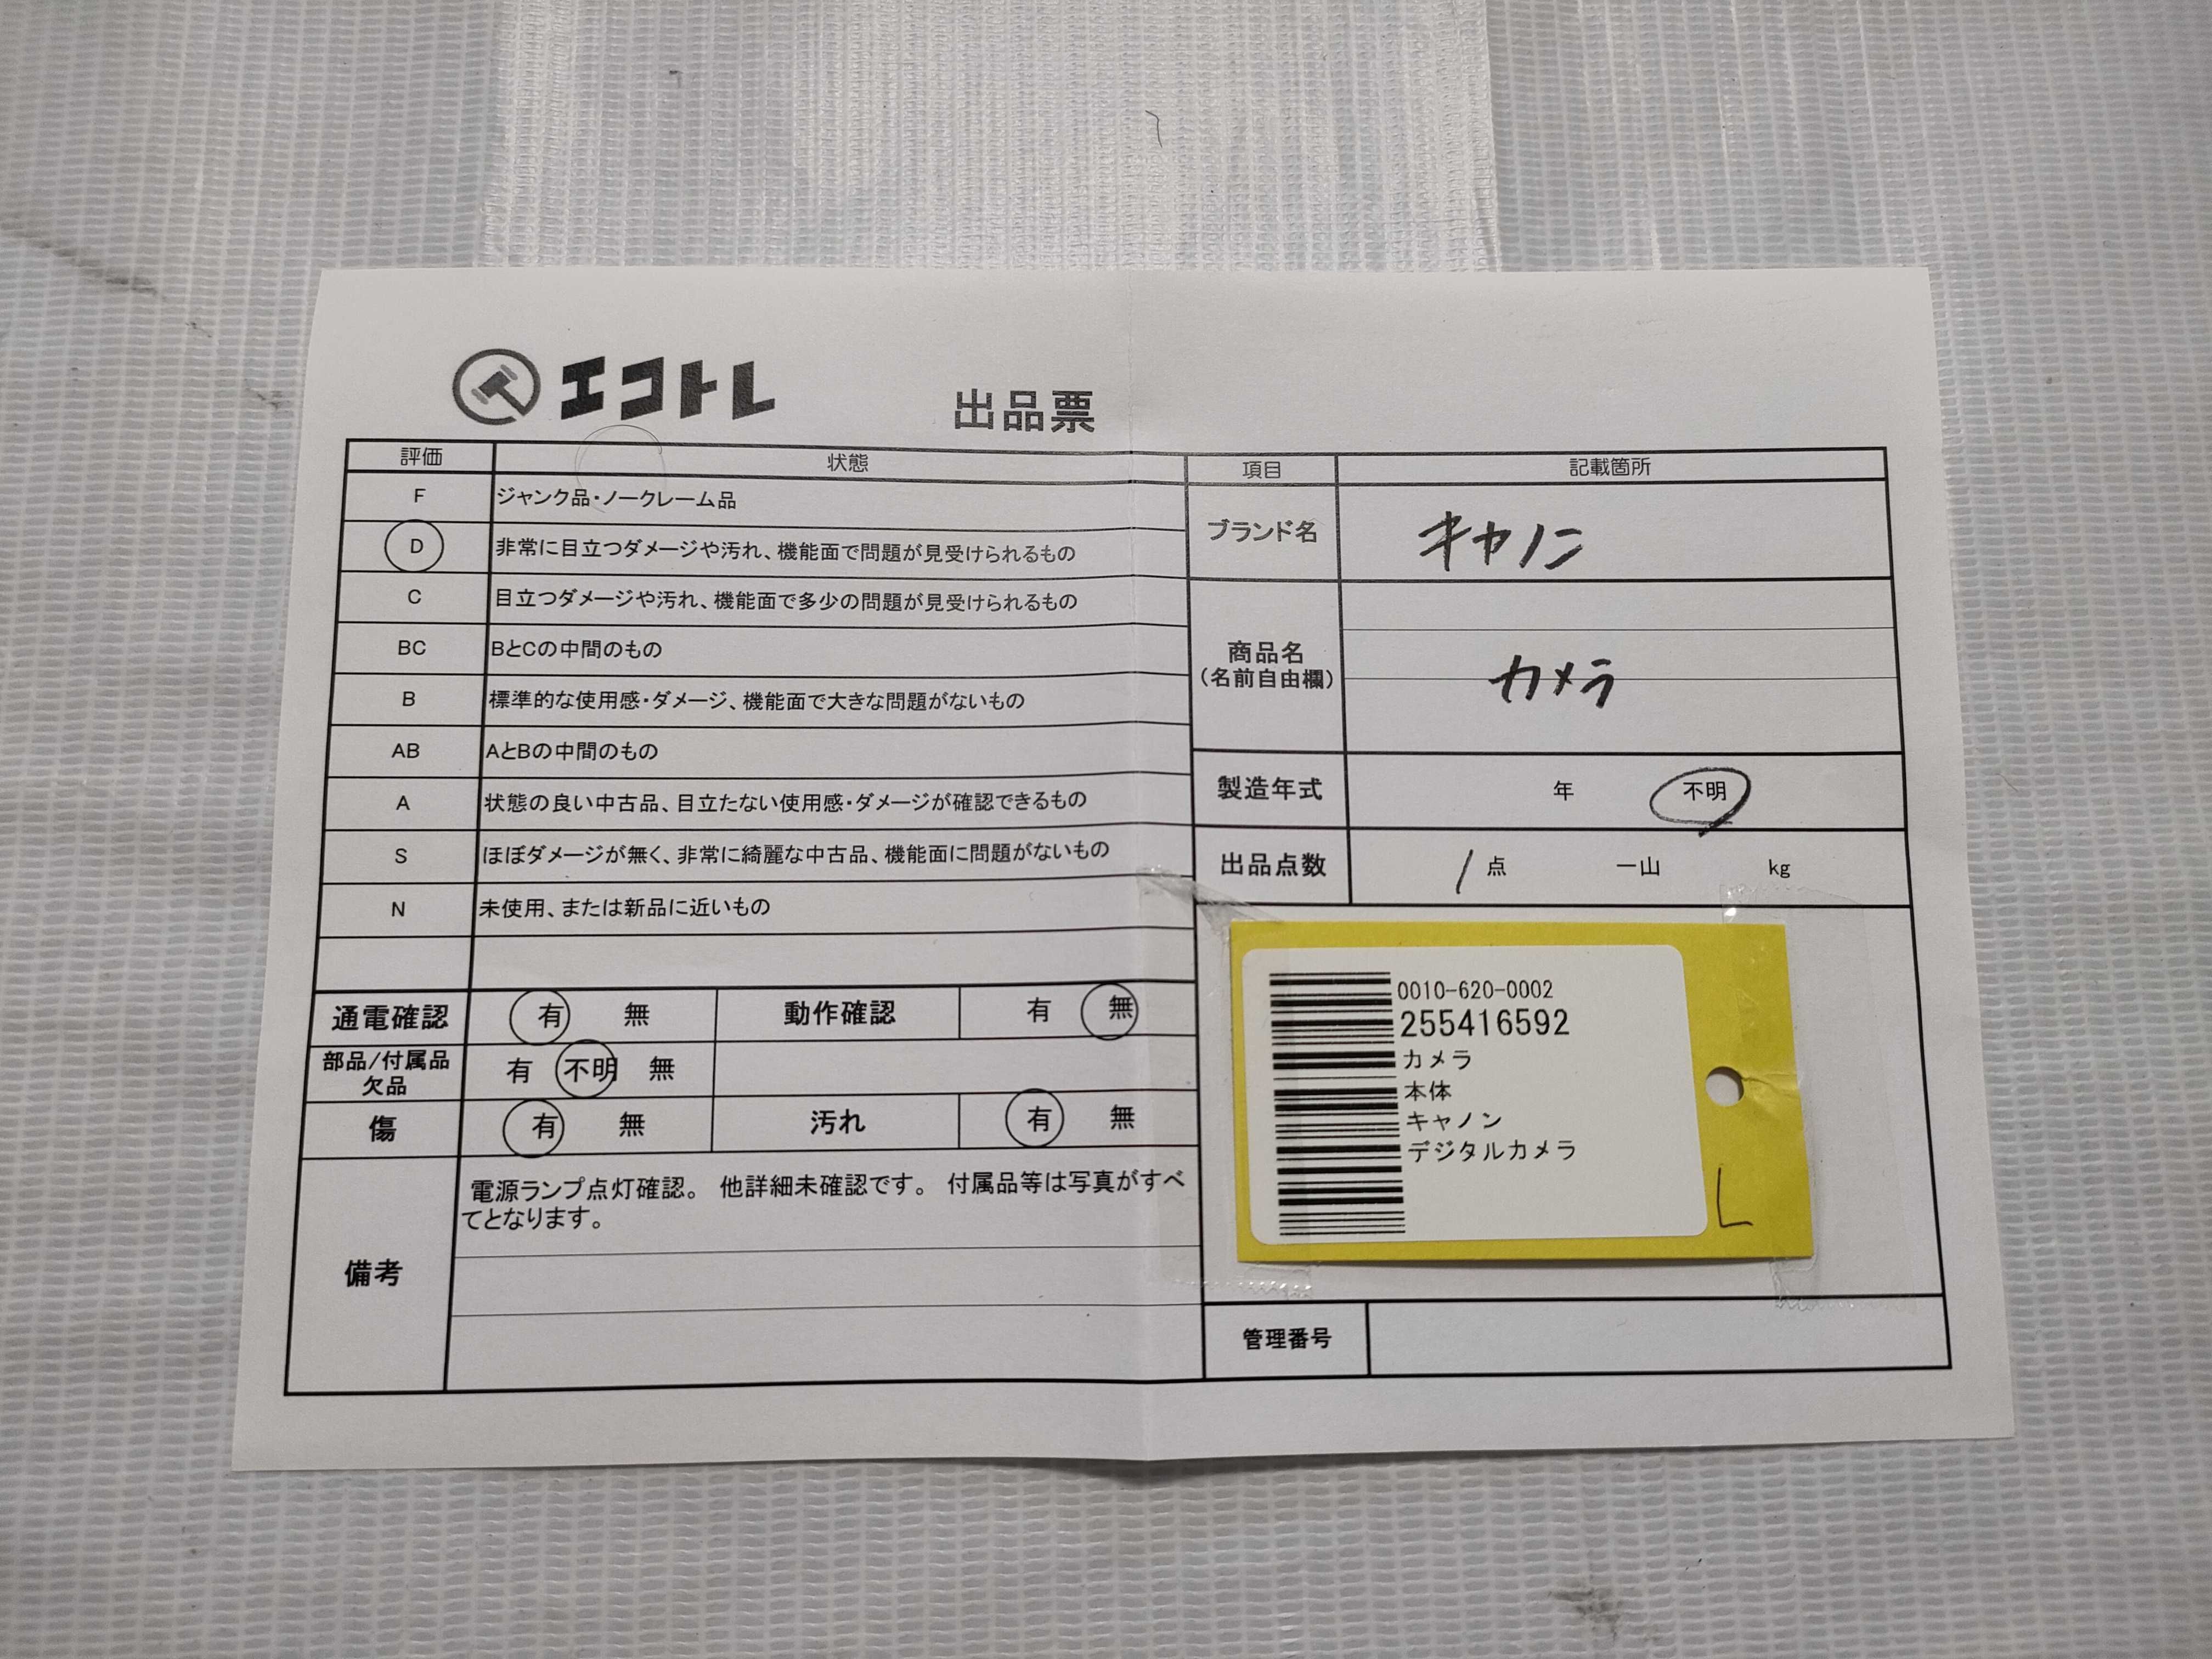 エコトレ
出品票
評価 状態
F ジャンク品・ノークレーム品
D 非常に目立つダメージや汚れ、機能面で問題が見受けられるもの
C 目立つダメージや汚れ、機能面で多少の問題が見受けられるもの
BC BとCの中間のもの
B 標準的な使用感・ダメージ、機能面で大きな問題がないもの
AB AとBの中間のもの
A 状態の良い中古品、目立たない使用感・ダメージが確認できるもの
S ほぼダメージが無く、非常に綺麗な中古品、機能面に問題がないもの
N 未使用、または新品に近いもの
通電確認 有 無 動作確認 有 無
部品/付属品
欠品 有 不明 無
傷 有 無 汚れ 有 無
備考
電源ランプ点灯確認。 他詳細未確認です。 付属品等は写真がすべ
てとなります。
項目 記載箇所
ブランド名 キヤノン
商品名
(名前自由欄)
カメラ
製造年式 年 不明
出品点数 1 点 一山 kg
0010-620-0002
255416592
カメラ
本体
キャノン
デジタルカメラ
L
管理番号